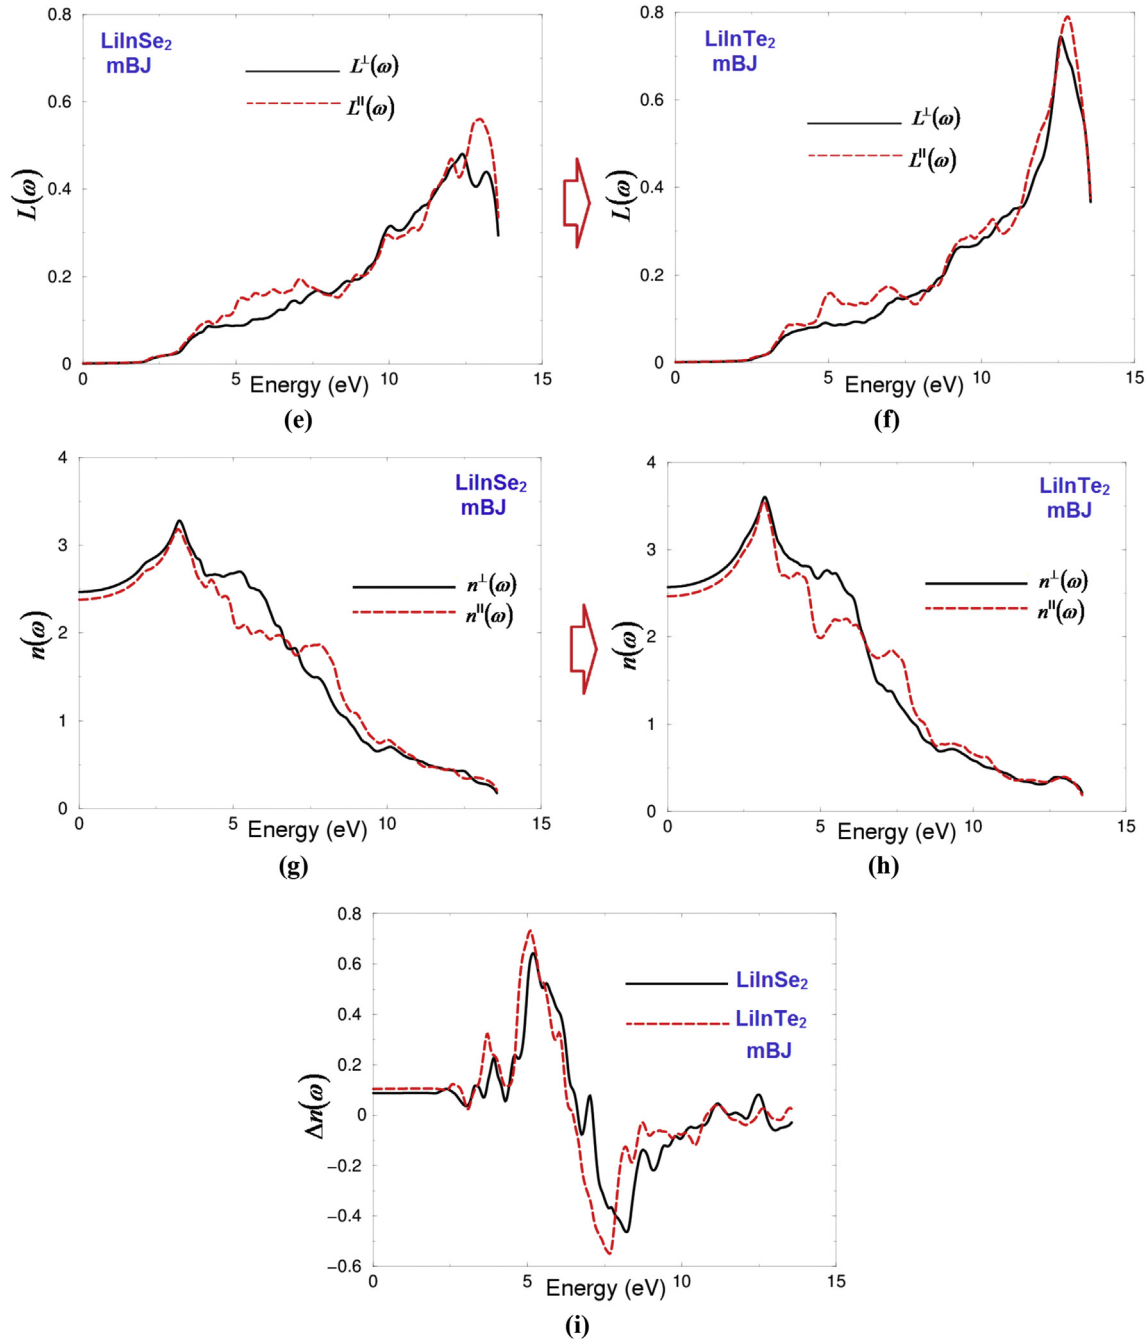 LiInSe₂
mBJ
L⊥(ω)
L||(ω)
L(ω)
0.8
0.6
0.4
0.2
0
0
5
10
15
Energy (eV)
(e)
LiInTe₂
mBJ
L⊥(ω)
L||(ω)
L(ω)
0.8
0.6
0.4
0.2
0
0
5
10
15
Energy (eV)
(f)
LiInSe₂
mBJ
n⊥(ω)
n||(ω)
n(ω)
4
3
2
1
0
0
5
10
15
Energy (eV)
(g)
LiInTe₂
mBJ
n⊥(ω)
n||(ω)
n(ω)
4
3
2
1
0
0
5
10
15
Energy (eV)
(h)
LiInSe₂
LiInTe₂
mBJ
Δn(ω)
0.8
0.6
0.4
0.2
0
−0.2
−0.4
−0.6
0
5
10
15
Energy (eV)
(i)